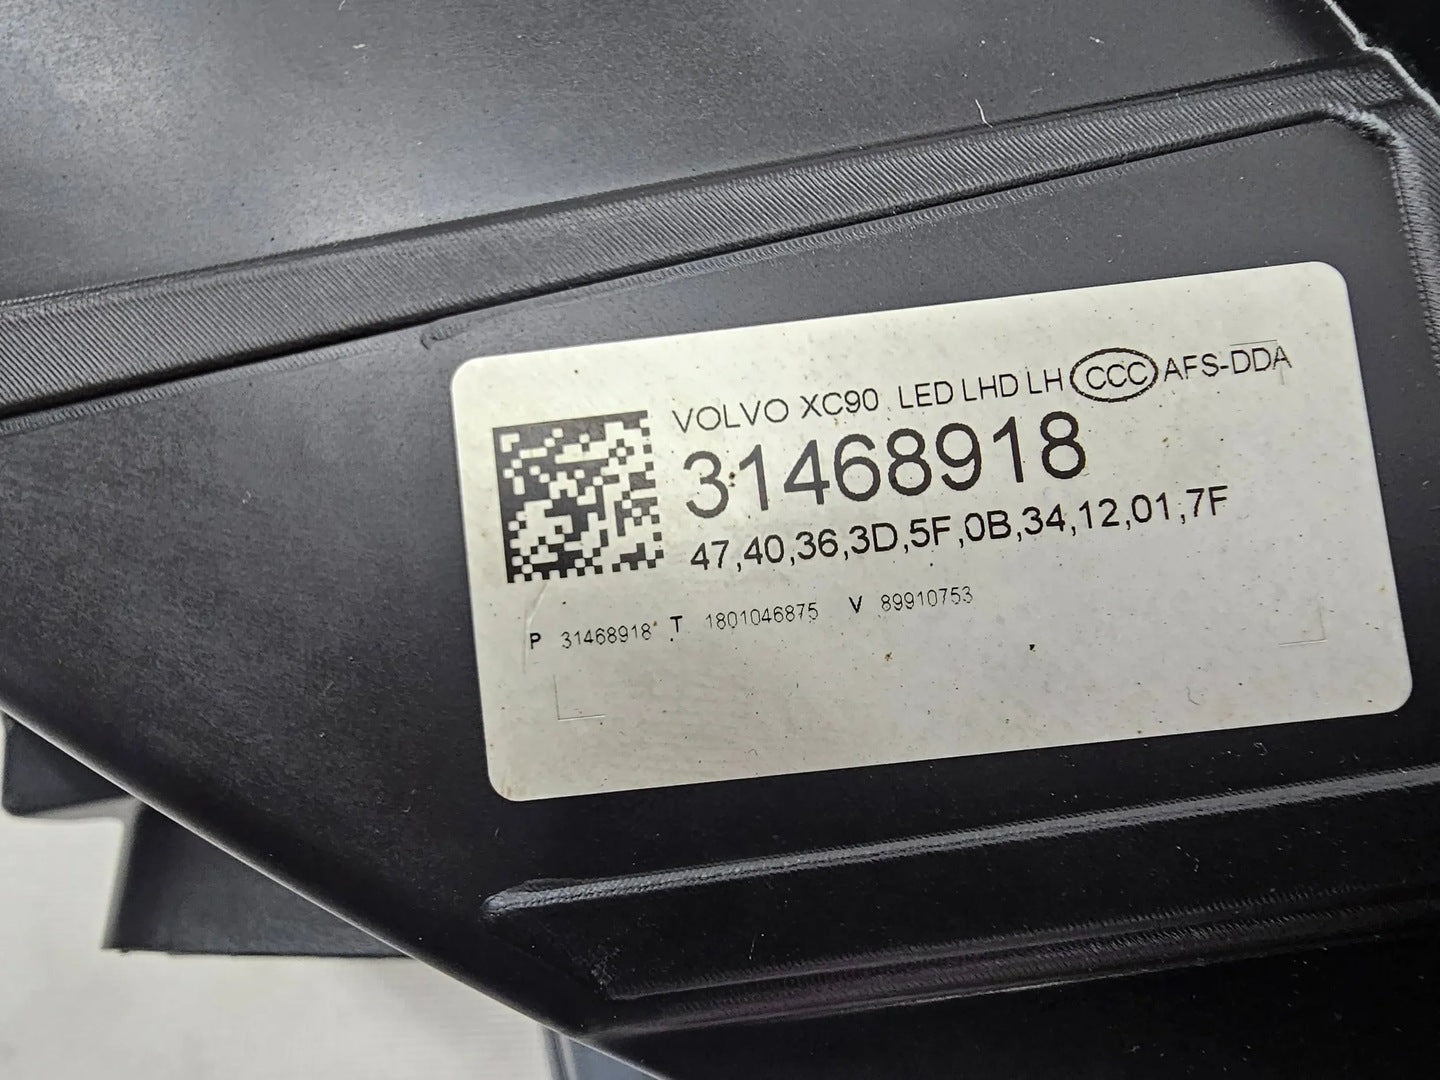 VOLVO XC90 LED LHD LH CCC AFS-DDA
31468918
47,40,36,3D,5F,0B,34,12,01,7F
P 31468918 T 1801046875 V 89910753